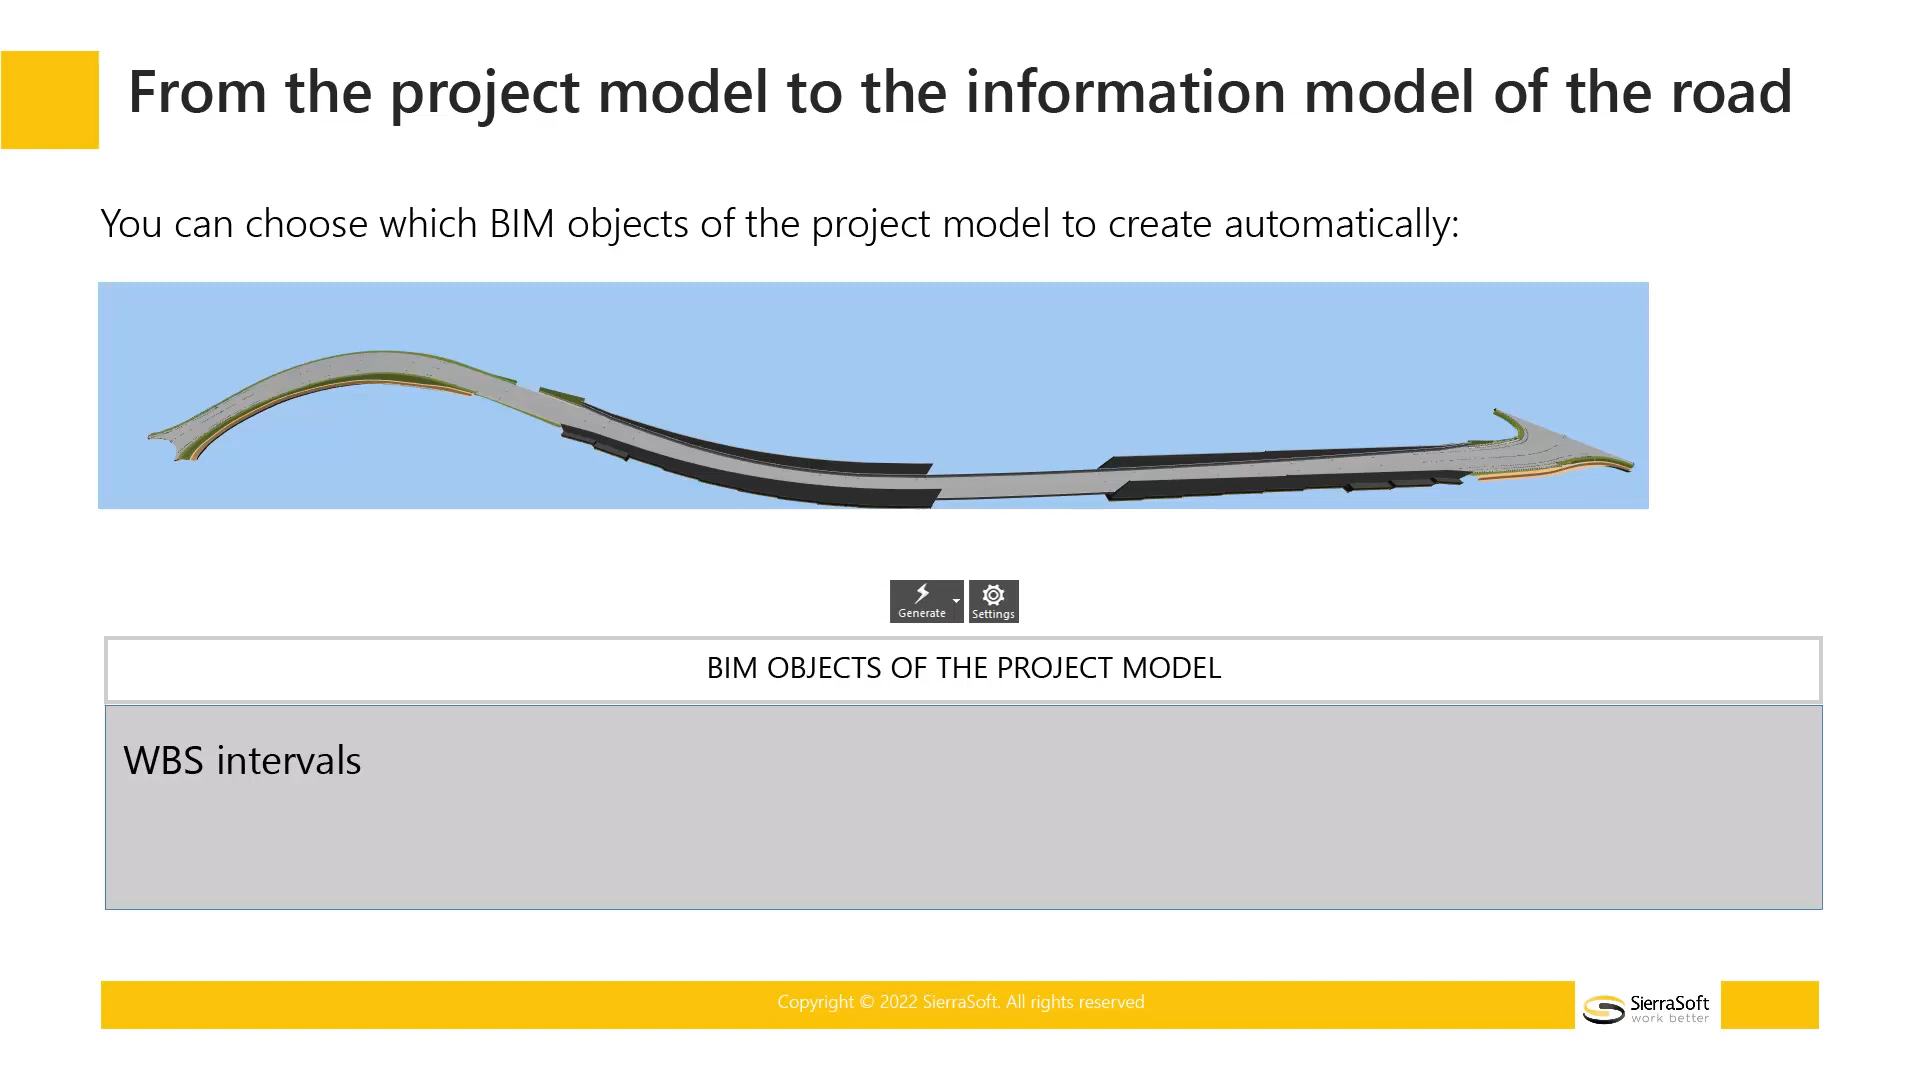 From the project model to the information model of the road
You can choose which BIM objects of the project model to create automatically:
Generate
Settings
BIM OBJECTS OF THE PROJECT MODEL
WBS intervals
Copyright © 2022 SierraSoft. All rights reserved
SierraSoft
work better